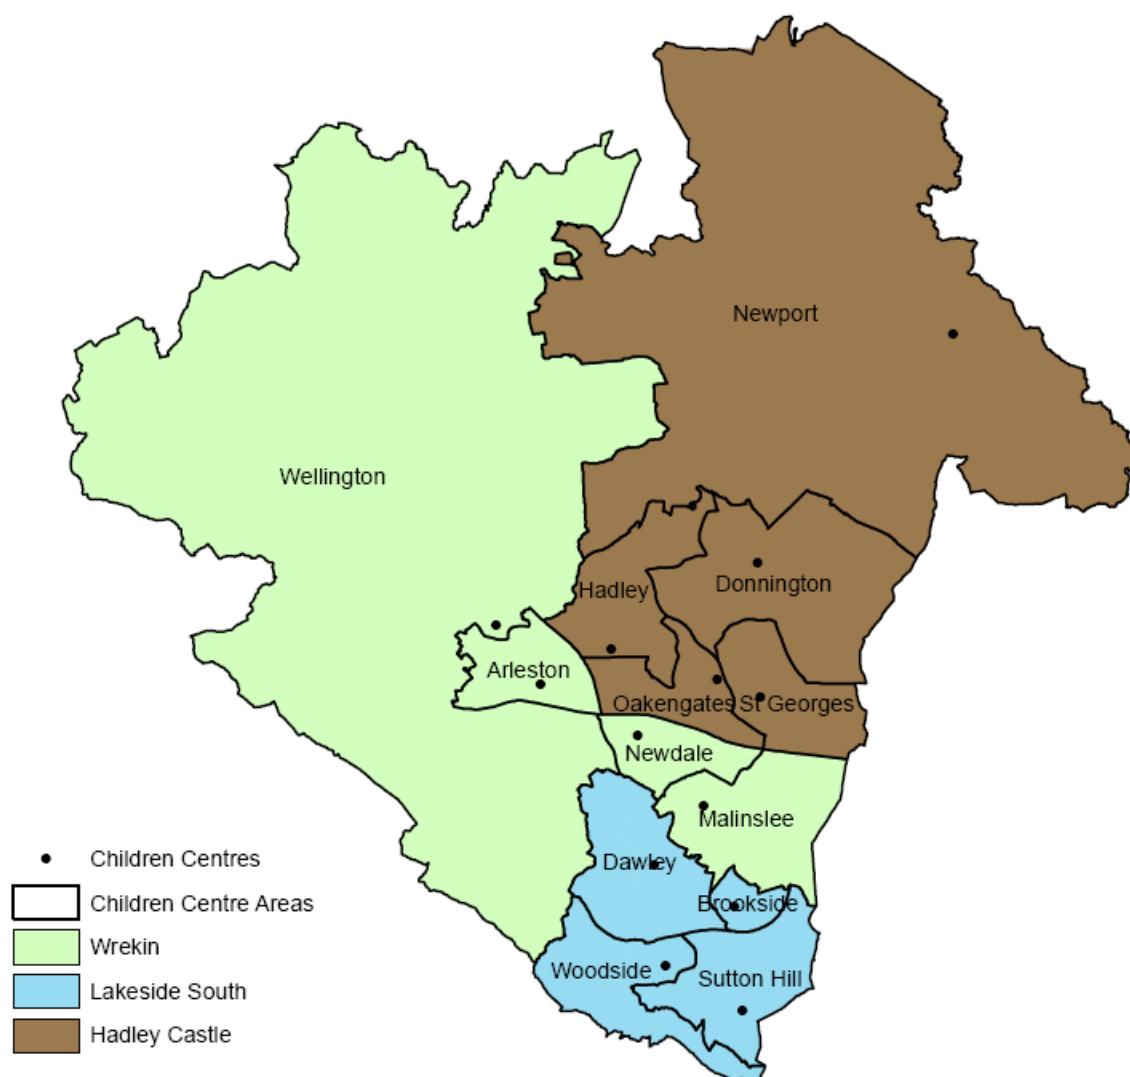 Newport
Wellington
Hadley
Donnington
Arleston
Oakengates
St Georges
Newdale
Malinslee
Dawley
Brookside
Woodside
Sutton Hill
Children Centres
Children Centre Areas
Wrekin
Lakeside South
Hadley Castle